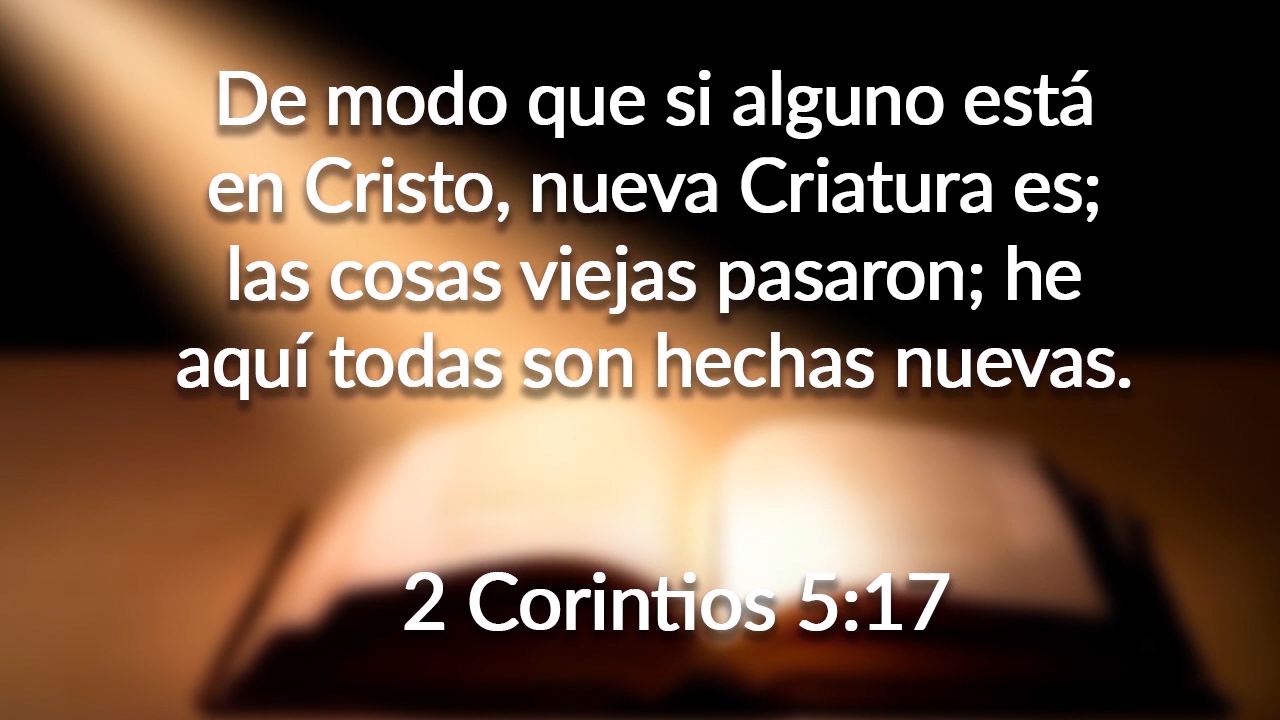 De modo que si alguno está
en Cristo, nueva Criatura es;
las cosas viejas pasaron; he
aquí todas son hechas nuevas.
2 Corintios 5:17